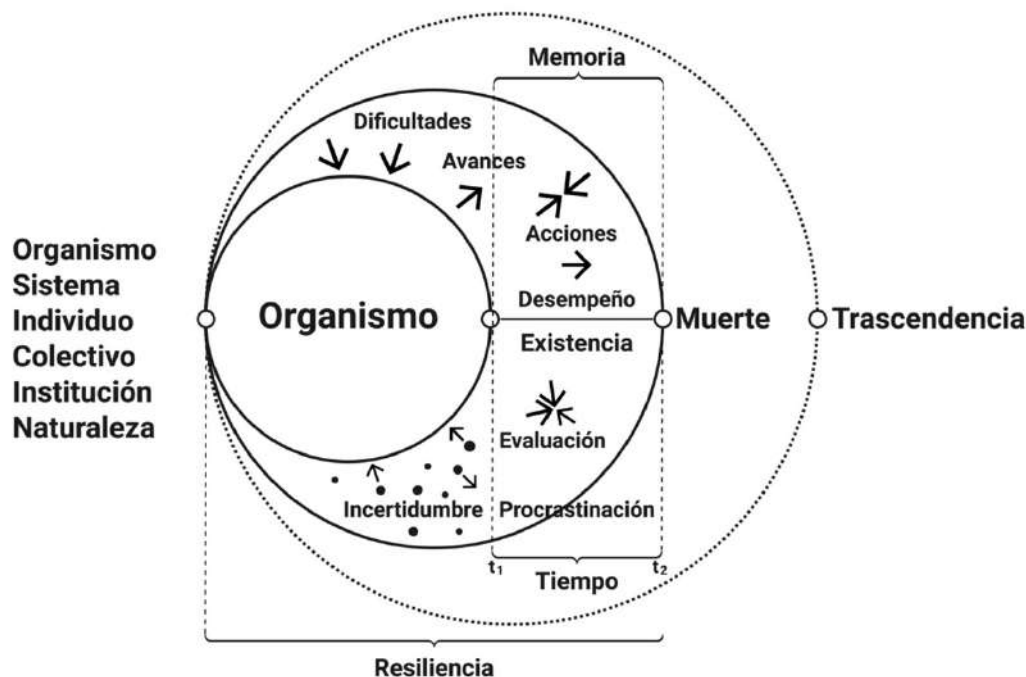 Memoria
Dificultades
Avances
Acciones
Desempeño
Organismo
Sistema
Individuo
Colectivo
Institución
Naturaleza
Organismo
Muerte
Trascendencia
Existencia
Evaluación
Incertidumbre
Procrastinación
t₁
t₂
Tiempo
Resiliencia